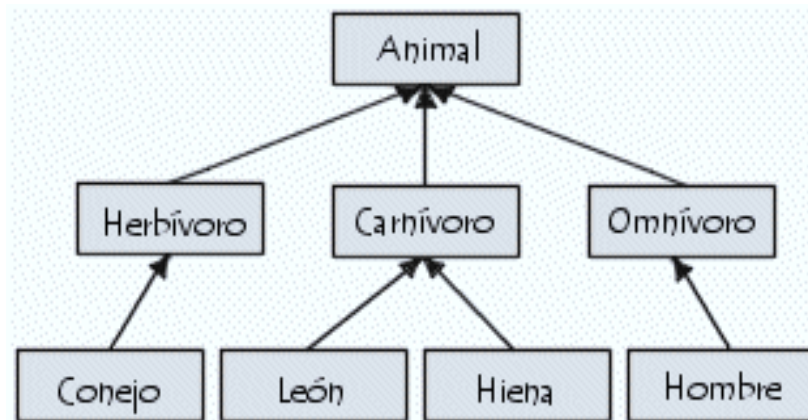 Animal
Herbívoro
Carnívoro
Omnívoro
Conejo
León
Hiena
Hombre